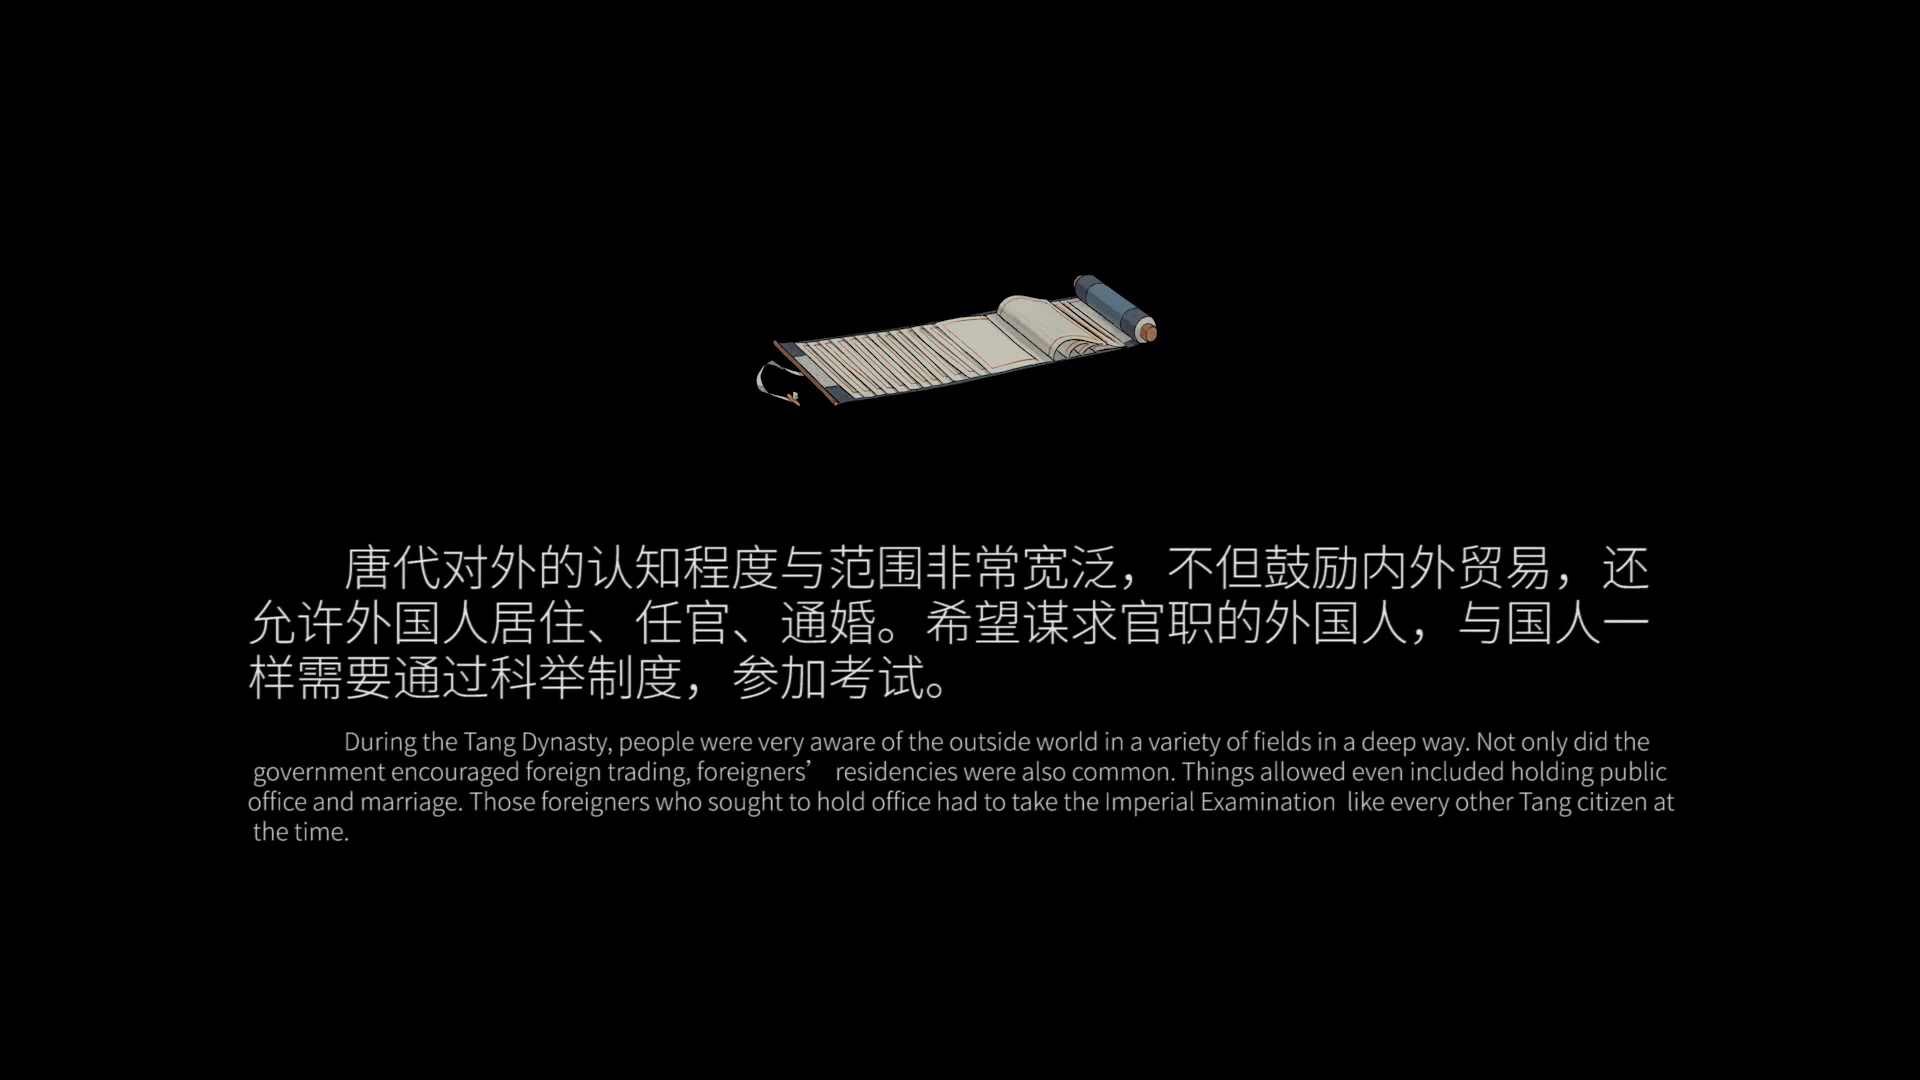 唐代对外的认知程度与范围非常宽泛，不但鼓励内外贸易，还
允许外国人居住、任官、通婚。希望谋求官职的外国人，与国人一
样需要通过科举制度，参加考试。
During the Tang Dynasty, people were very aware of the outside world in a variety of fields in a deep way. Not only did the
government encouraged foreign trading, foreigners’ residencies were also common. Things allowed even included holding public
office and marriage. Those foreigners who sought to hold office had to take the Imperial Examination like every other Tang citizen at
the time.